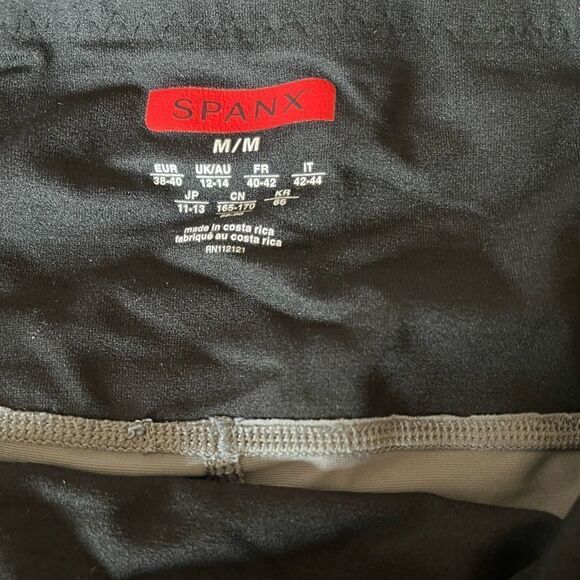 SPANX
M/M
EUR UK/AU FR IT
38-40 12-14 40-42 42-44
JP CN KR
11-13 165-170 66
made in costa rica
fabriqué au costa rica
RN112121